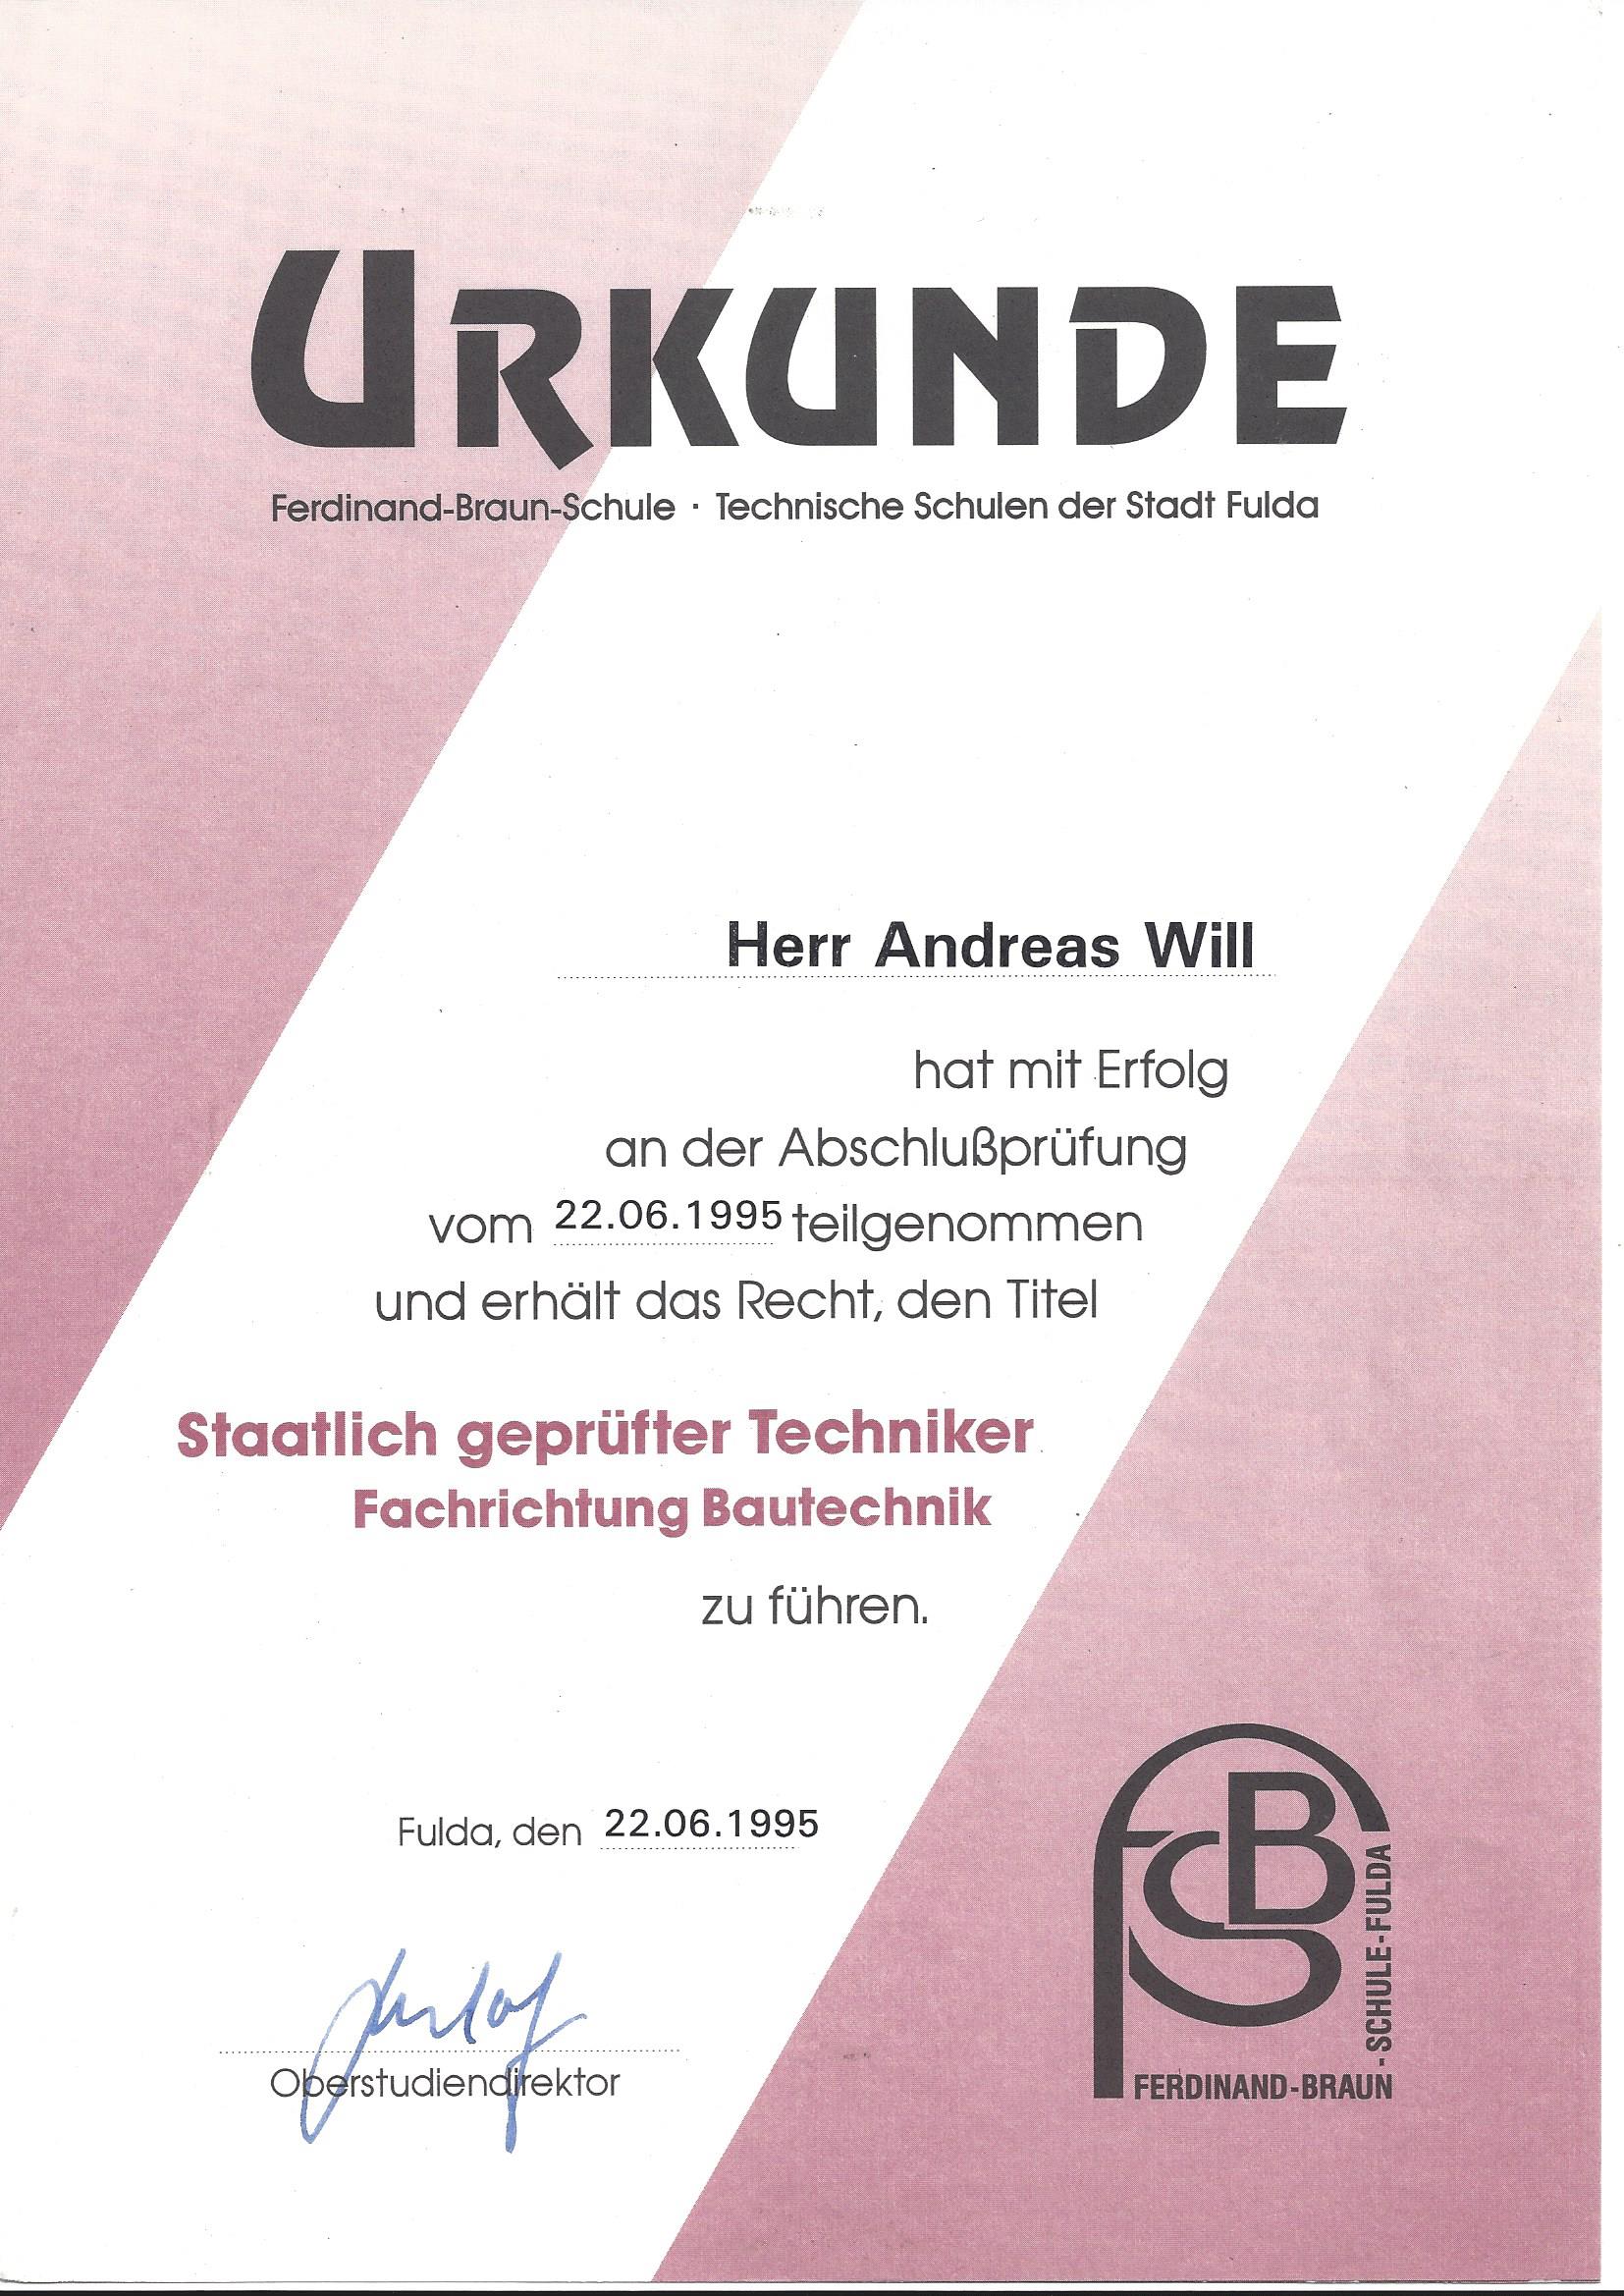 URKUNDE
Ferdinand-Braun-Schule · Technische Schulen der Stadt Fulda
Herr Andreas Will
hat mit Erfolg
an der Abschlußprüfung
vom 22.06.1995 teilgenommen
und erhält das Recht, den Titel
Staatlich geprüfter Techniker
Fachrichtung Bautechnik
zu führen.
Fulda, den 22.06.1995
Oberstudiendirektor
FBS
FERDINAND-BRAUN
-SCHULE-FULDA